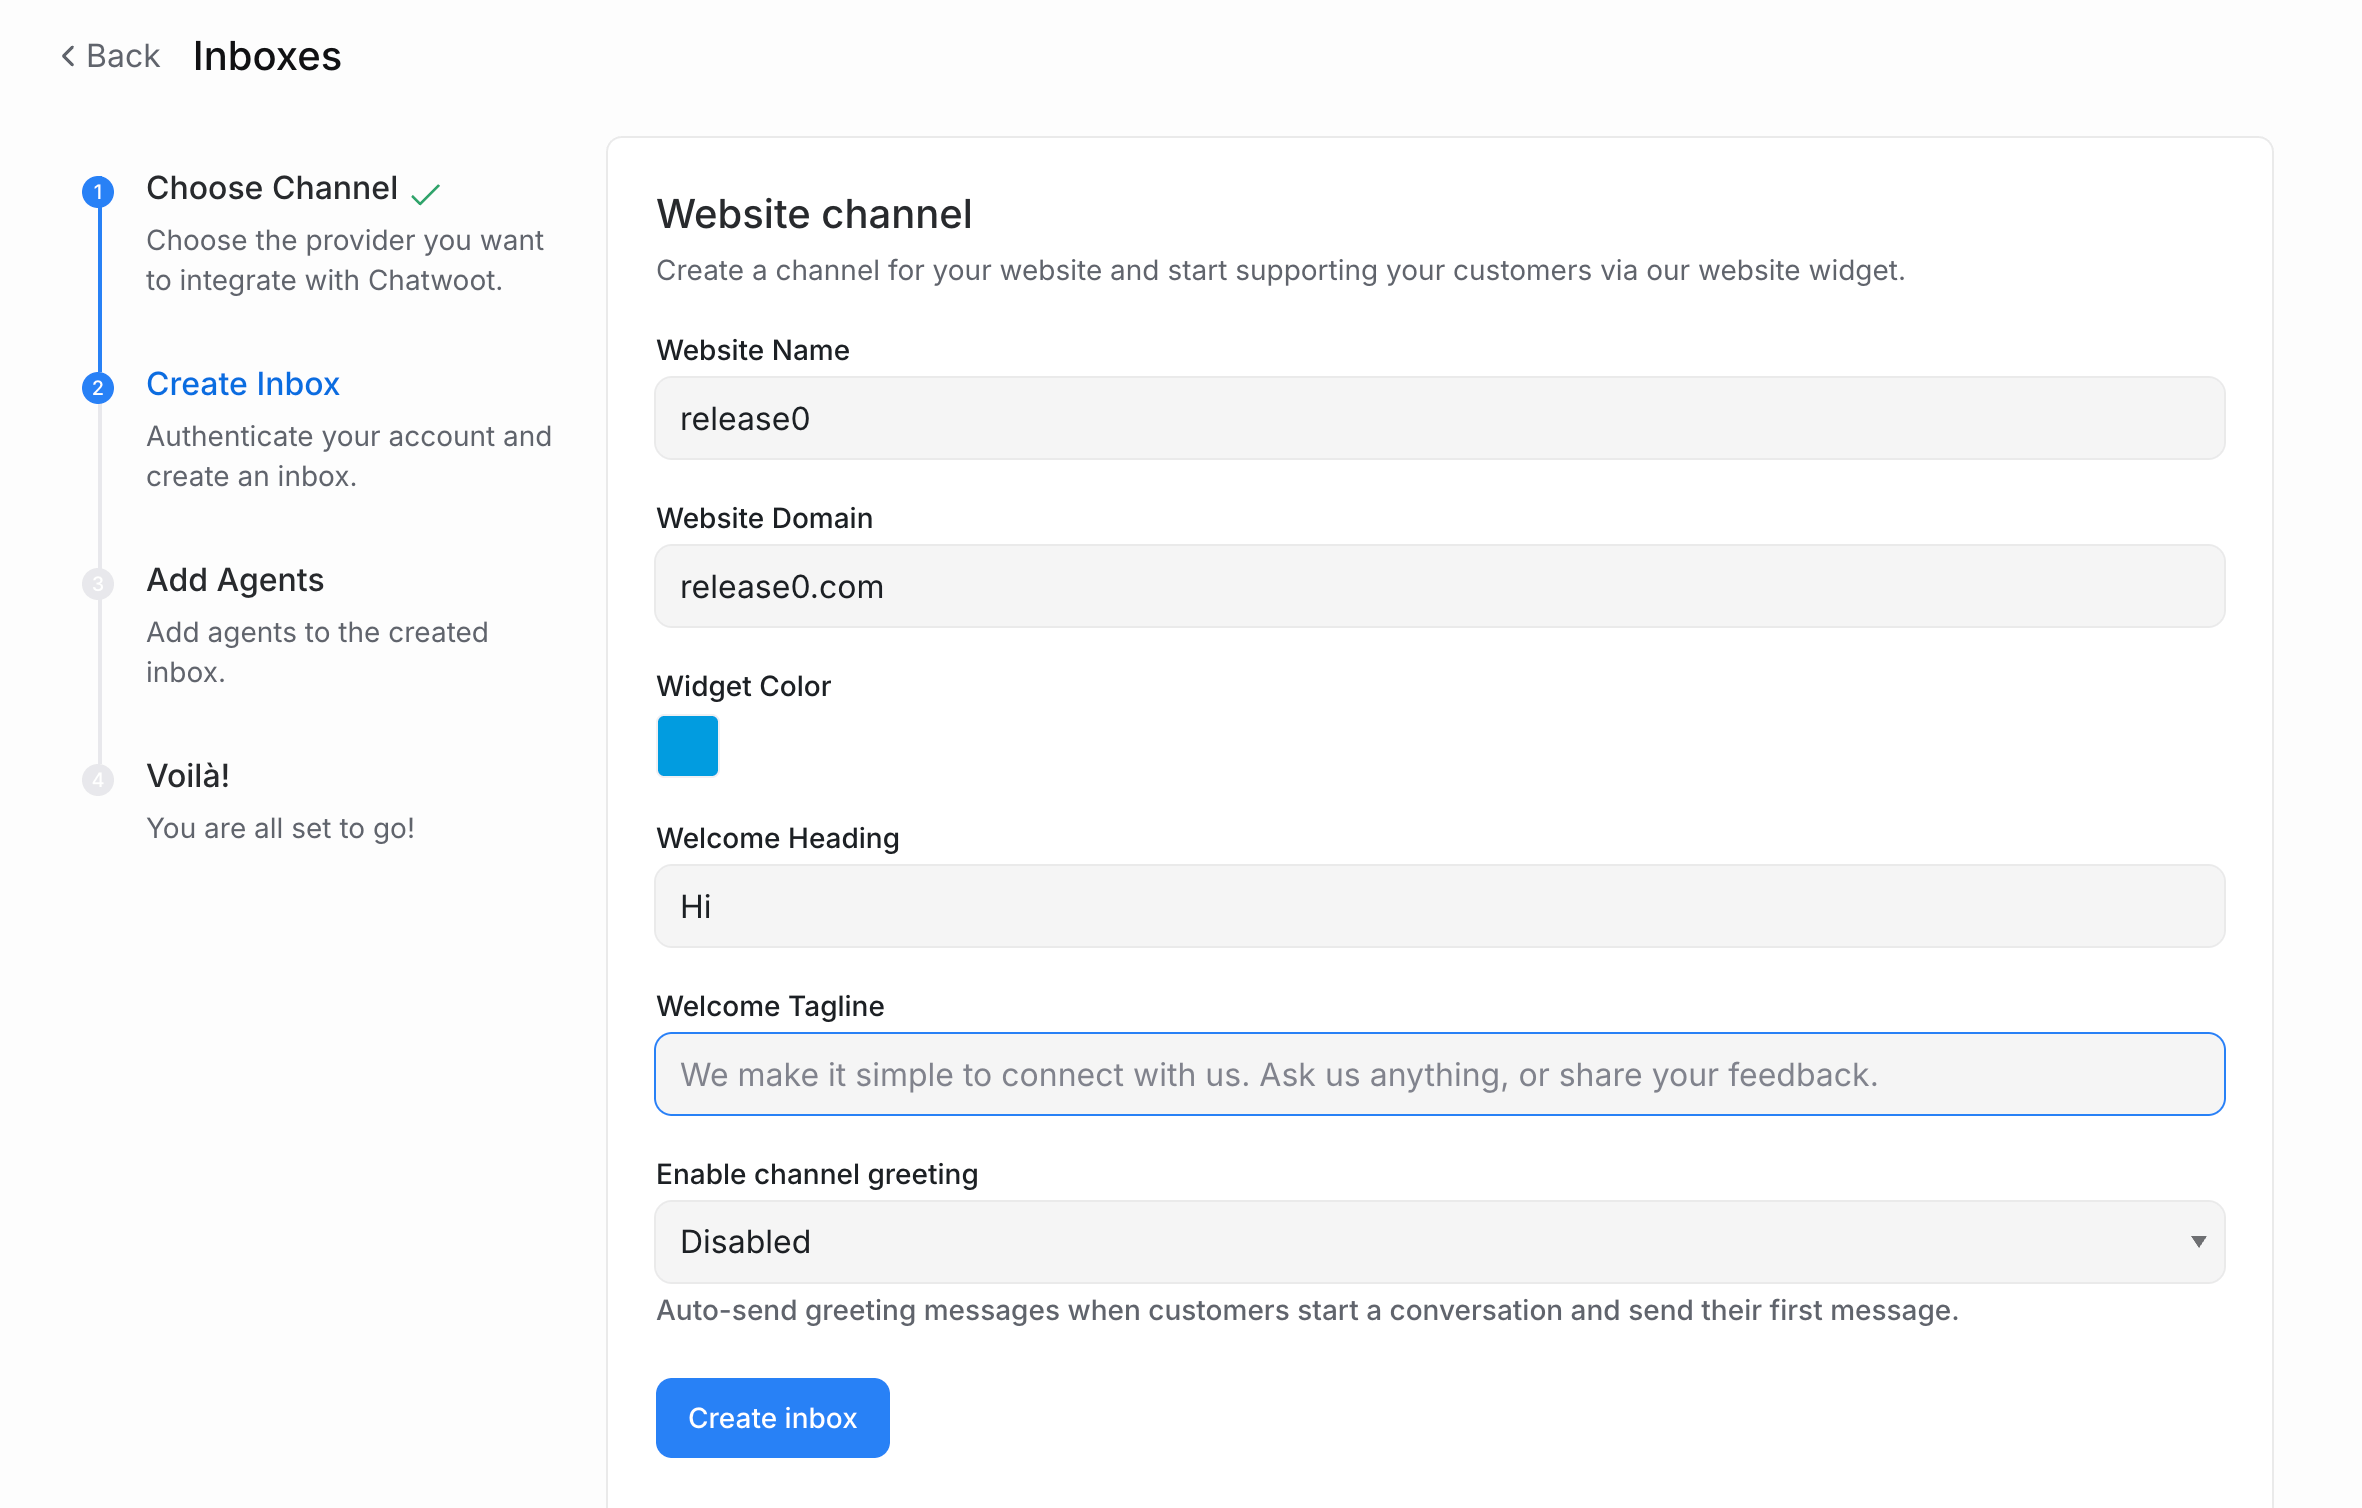 Back Inboxes
1 Choose Channel
Choose the provider you want
to integrate with Chatwoot.
2 Create Inbox
Authenticate your account and
create an inbox.
3 Add Agents
Add agents to the created
inbox.
4 Voilà!
You are all set to go!
Website channel
Create a channel for your website and start supporting your customers via our website widget.
Website Name
release0
Website Domain
release0.com
Widget Color
Welcome Heading
Hi
Welcome Tagline
We make it simple to connect with us. Ask us anything, or share your feedback.
Enable channel greeting
Disabled
Auto-send greeting messages when customers start a conversation and send their first message.
Create inbox